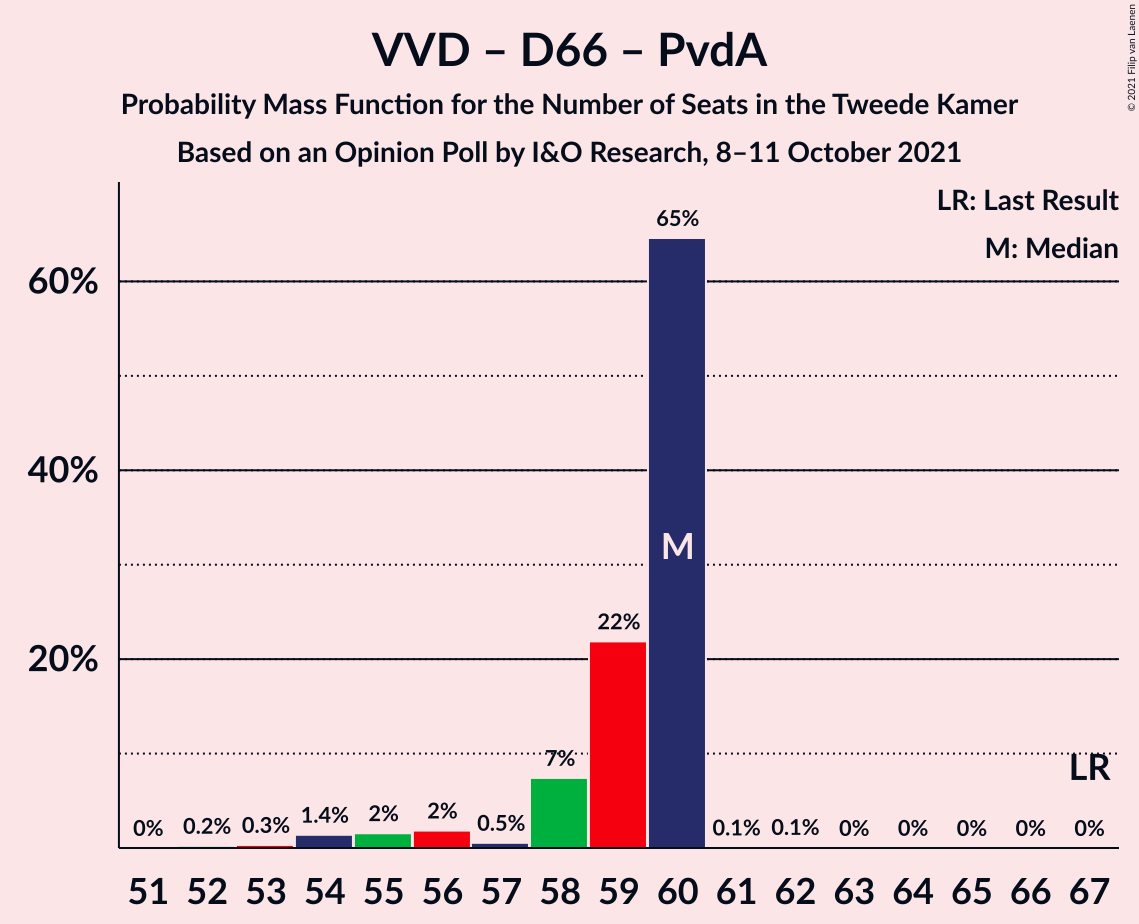 VVD – D66 – PvdA
Probability Mass Function for the Number of Seats in the Tweede Kamer
Based on an Opinion Poll by I&O Research, 8–11 October 2021
© 2021 Filip van Laenen
LR: Last Result
M: Median
60%
40%
20%
0% 0.2% 0.3% 1.4% 2% 2% 0.5% 7% 22% 65% 0.1% 0.1% 0% 0% 0% 0% 0%
M
LR
51 52 53 54 55 56 57 58 59 60 61 62 63 64 65 66 67